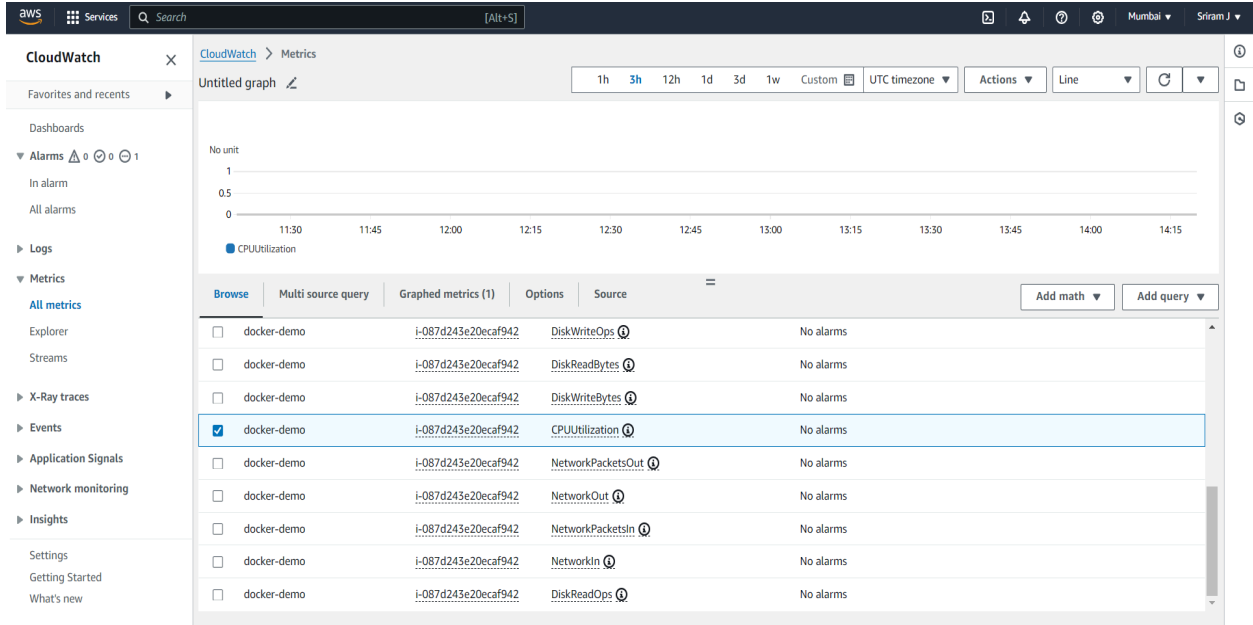 aws Services Search [Alt+S] Mumbai ▼ Sriram J ▼
CloudWatch
Favorites and recents
Dashboards
Alarms 0 0 1
In alarm
All alarms
Logs
Metrics
All metrics
Explorer
Streams
X-Ray traces
Events
Application Signals
Network monitoring
Insights
Settings
Getting Started
What's new
CloudWatch > Metrics
Untitled graph
1h 3h 12h 1d 3d 1w Custom UTC timezone ▼ Actions ▼ Line ▼
No unit
1
0.5
0
11:30 11:45 12:00 12:15 12:30 12:45 13:00 13:15 13:30 13:45 14:00 14:15
CPUUtilization
Browse Multi source query Graphed metrics (1) Options Source Add math ▼ Add query ▼
docker-demo i-087d243e20ecaf942 DiskWriteOps No alarms
docker-demo i-087d243e20ecaf942 DiskReadBytes No alarms
docker-demo i-087d243e20ecaf942 DiskWriteBytes No alarms
docker-demo i-087d243e20ecaf942 CPUUtilization No alarms
docker-demo i-087d243e20ecaf942 NetworkPacketsOut No alarms
docker-demo i-087d243e20ecaf942 NetworkOut No alarms
docker-demo i-087d243e20ecaf942 NetworkPacketsIn No alarms
docker-demo i-087d243e20ecaf942 NetworkIn No alarms
docker-demo i-087d243e20ecaf942 DiskReadOps No alarms